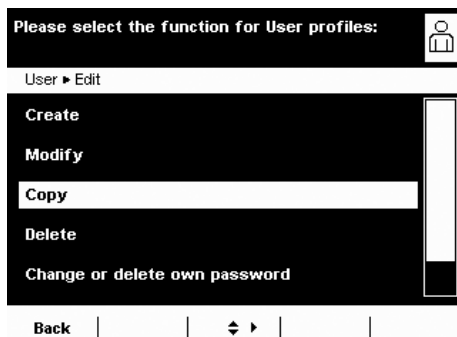 Please select the function for User profiles:
User ▸ Edit
Create
Modify
Copy
Delete
Change or delete own password
Back